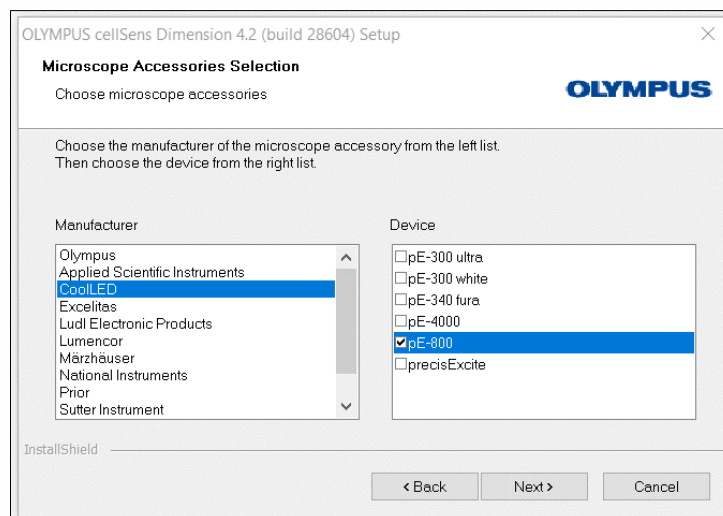 OLYMPUS cellSens Dimension 4.2 (build 28604) Setup
Microscope Accessories Selection
Choose microscope accessories
OLYMPUS
Choose the manufacturer of the microscope accessory from the left list.
Then choose the device from the right list.
Manufacturer
Olympus
Applied Scientific Instruments
CoolLED
Excelitas
Ludl Electronic Products
Lumencor
Märzhäuser
National Instruments
Prior
Sutter Instrument
Device
pE-300 ultra
pE-300 white
pE-340 fura
pE-4000
pE-800
precisExcite
InstallShield
< Back
Next >
Cancel